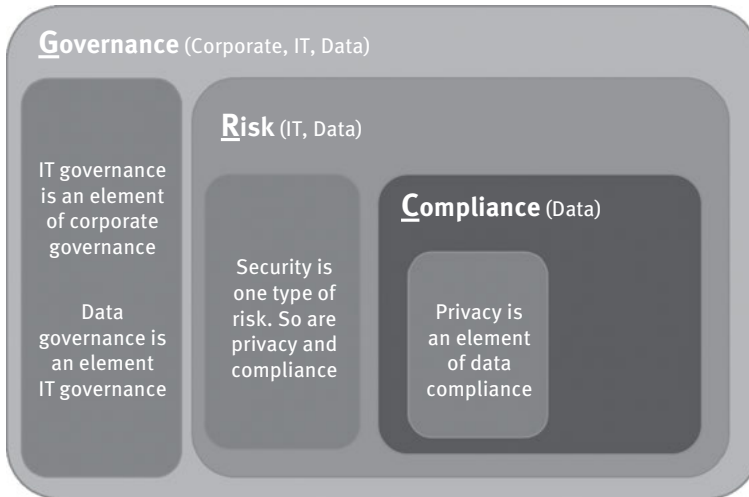 Governance (Corporate, IT, Data)
IT governance
is an element
of corporate
governance
Data
governance is
an element
IT governance
Risk (IT, Data)
Security is
one type of
risk. So are
privacy and
compliance
Compliance (Data)
Privacy is
an element
of data
compliance